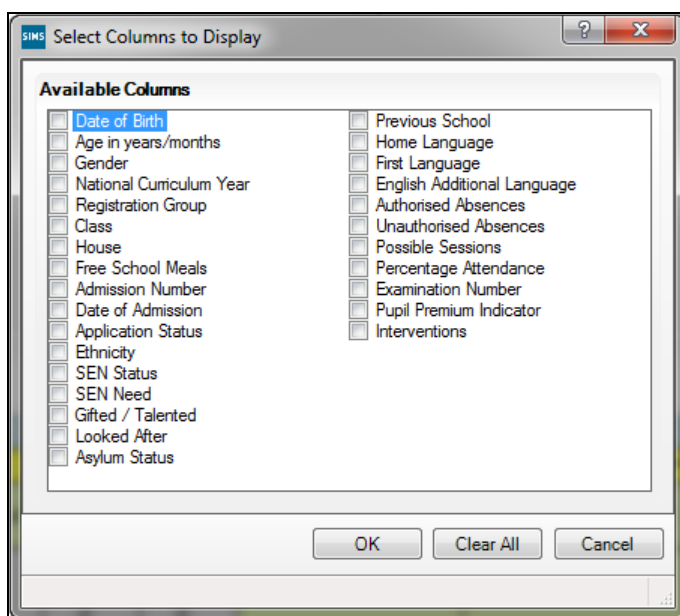 SIMS Select Columns to Display ?
Available Columns
Date of Birth
Age in years/months
Gender
National Curriculum Year
Registration Group
Class
House
Free School Meals
Admission Number
Date of Admission
Application Status
Ethnicity
SEN Status
SEN Need
Gifted / Talented
Looked After
Asylum Status
Previous School
Home Language
First Language
English Additional Language
Authorised Absences
Unauthorised Absences
Possible Sessions
Percentage Attendance
Examination Number
Pupil Premium Indicator
Interventions
OK Clear All Cancel